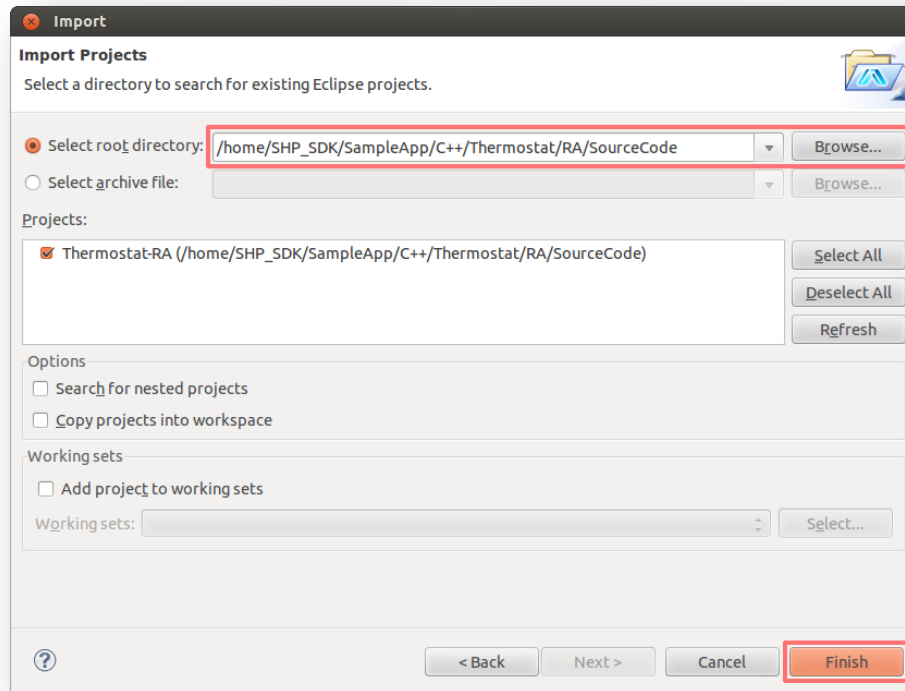 Import
Import Projects
Select a directory to search for existing Eclipse projects.
Select root directory: /home/SHP_SDK/SampleApp/C++/Thermostat/RA/SourceCode Browse...
Select archive file: Browse...
Projects:
Thermostat-RA (/home/SHP_SDK/SampleApp/C++/Thermostat/RA/SourceCode) Select All
Deselect All
Refresh
Options
Search for nested projects
Copy projects into workspace
Working sets
Add project to working sets
Working sets: Select...
? < Back Next > Cancel Finish